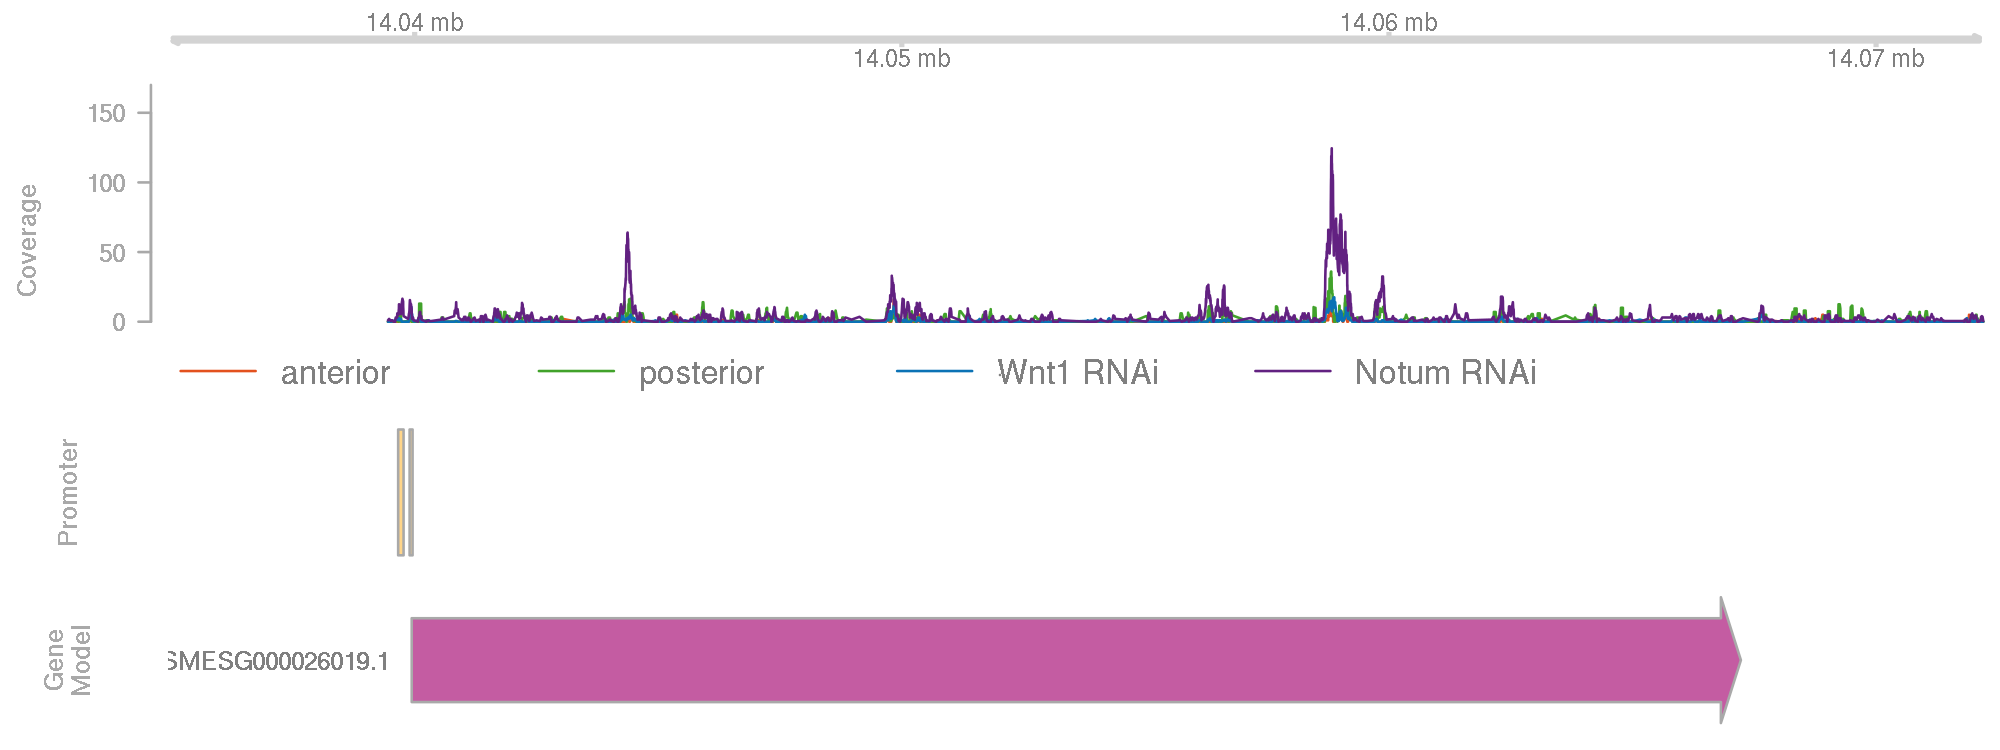 14.04 mb
14.06 mb
14.05 mb
14.07 mb
Coverage
150
100
50
0
anterior
posterior
Wnt1 RNAi
Notum RNAi
Promoter
Gene
Model
SMESG000026019.1